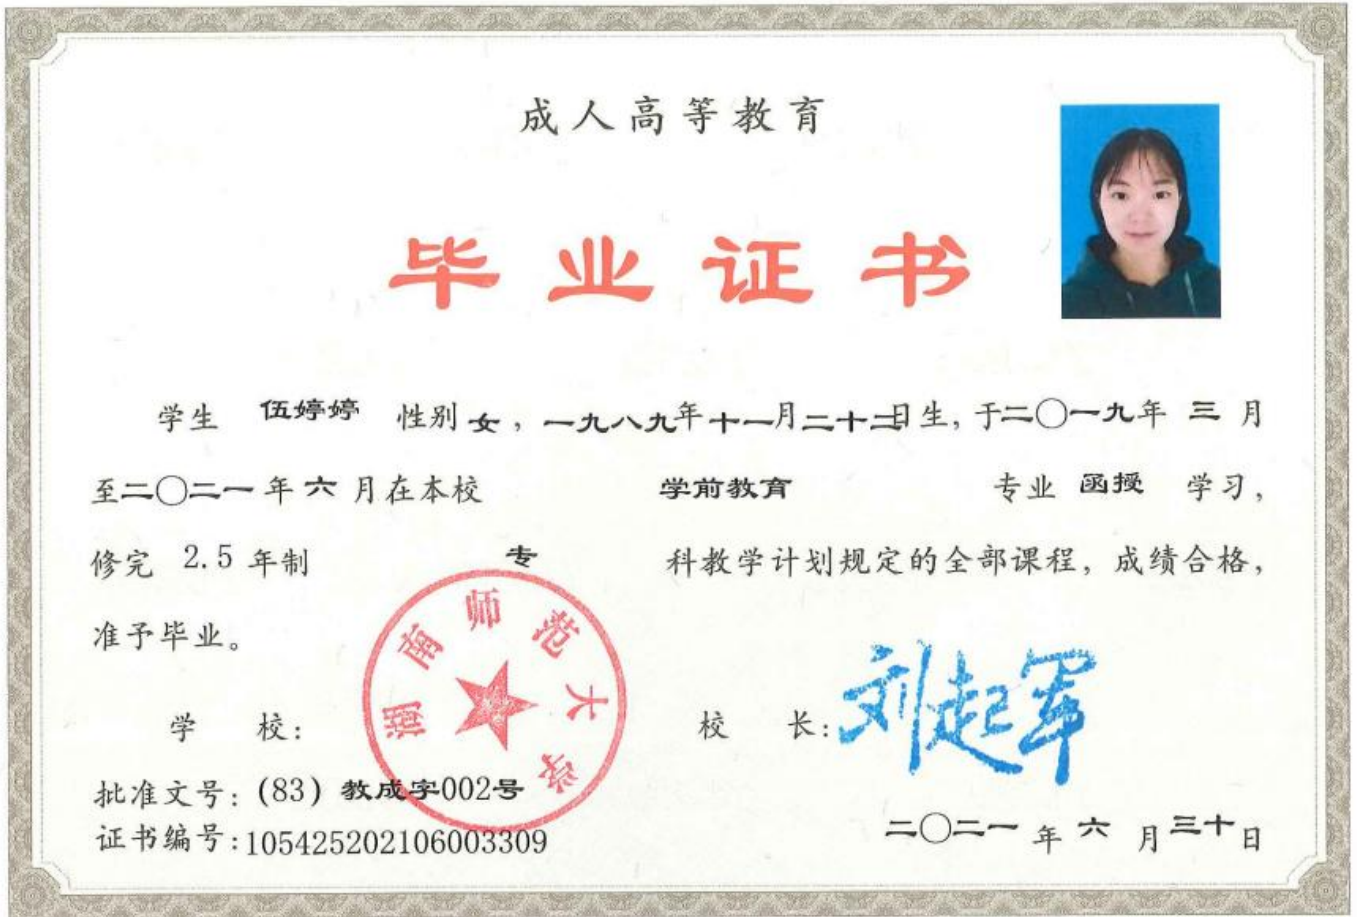 成人高等教育
毕业证书
学生 伍婷婷 性别 女，一九八九年十一月二十二日生，于二〇一九年 三 月
至二〇二一年 六 月在本校 学前教育 专业 函授 学习，
修完 2.5 年制 专 科教学计划规定的全部课程，成绩合格，
准予毕业。
湖南师范大学
学 校： 校 长：刘起军
批准文号：(83) 教成字002号
证书编号：105425202106003309
二〇二一 年 六 月 三十日